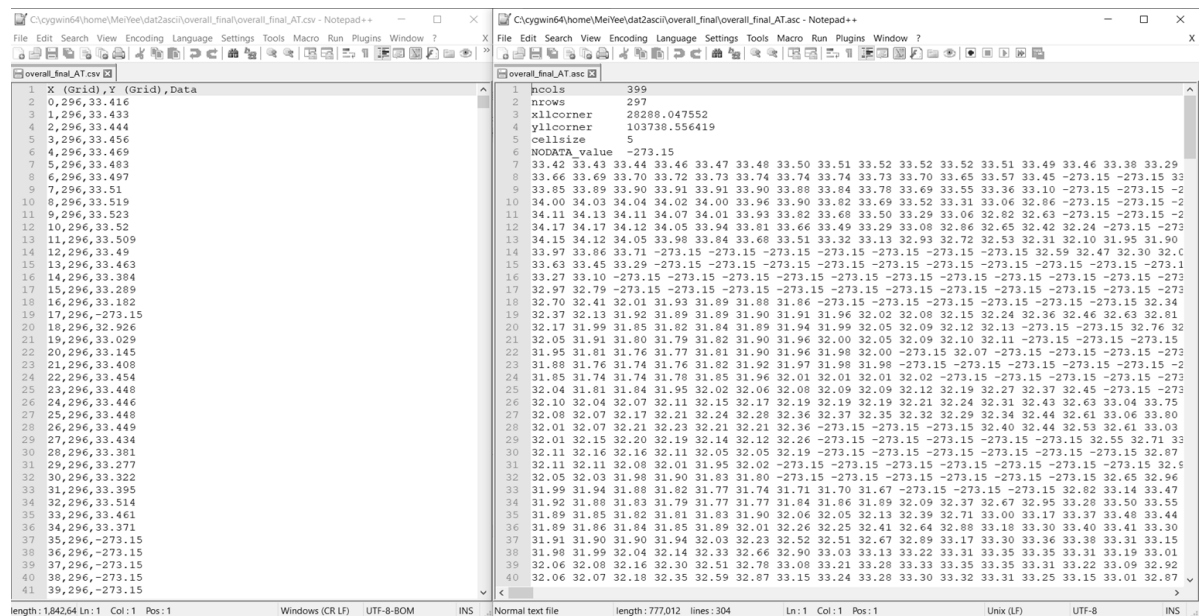 C:\cygwin64\home\MeiYee\dat2ascii\overall_final\overall_final_AT.csv - Notepad++
File Edit Search View Encoding Language Settings Tools Macro Run Plugins Window ? X
overall_final_AT.csv
1 X (Grid),Y (Grid),Data
2 0,296,33.416
3 1,296,33.433
4 2,296,33.444
5 3,296,33.456
6 4,296,33.469
7 5,296,33.483
8 6,296,33.497
9 7,296,33.51
10 8,296,33.519
11 9,296,33.523
12 10,296,33.52
13 11,296,33.509
14 12,296,33.49
15 13,296,33.463
16 14,296,33.384
17 15,296,33.289
18 16,296,33.182
19 17,296,-273.15
20 18,296,32.926
21 19,296,33.029
22 20,296,33.145
23 21,296,33.408
24 22,296,33.454
25 23,296,33.448
26 24,296,33.446
27 25,296,33.448
28 26,296,33.449
29 27,296,33.434
30 28,296,33.381
31 29,296,33.277
32 30,296,33.322
33 31,296,33.395
34 32,296,33.514
35 33,296,33.461
36 34,296,33.371
37 35,296,-273.15
38 36,296,-273.15
39 37,296,-273.15
40 38,296,-273.15
41 39,296,-273.15
length : 1,842,64 Ln : 1 Col : 1 Pos : 1 Windows (CR LF) UTF-8-BOM INS
C:\cygwin64\home\MeiYee\dat2ascii\overall_final\overall_final_AT.asc - Notepad++
File Edit Search View Encoding Language Settings Tools Macro Run Plugins Window ? X
overall_final_AT.asc
1 ncols 399
2 nrows 297
3 xllcorner 28288.047552
4 yllcorner 103738.556419
5 cellsize 5
6 NODATA_value -273.15
7 33.42 33.43 33.44 33.46 33.47 33.48 33.50 33.51 33.52 33.52 33.52 33.51 33.49 33.46 33.38 33.29
8 33.66 33.69 33.70 33.72 33.73 33.74 33.74 33.74 33.73 33.70 33.65 33.57 33.45 -273.15 -273.15 33
9 33.85 33.89 33.90 33.91 33.91 33.90 33.88 33.84 33.78 33.69 33.55 33.36 33.10 -273.15 -273.15 -2
10 34.00 34.03 34.04 34.02 34.00 33.96 33.90 33.82 33.69 33.52 33.31 33.06 32.86 -273.15 -273.15 -2
11 34.11 34.13 34.11 34.07 34.01 33.93 33.82 33.68 33.50 33.29 33.06 32.82 32.63 -273.15 -273.15 -2
12 34.17 34.17 34.12 34.05 33.94 33.81 33.66 33.49 33.29 33.08 32.86 32.65 32.42 32.24 -273.15 -273
13 34.15 34.12 34.05 33.98 33.84 33.68 33.51 33.32 33.13 32.93 32.72 32.53 32.31 32.10 31.95 31.90
14 33.97 33.86 33.71 -273.15 -273.15 -273.15 -273.15 -273.15 -273.15 -273.15 32.59 32.47 32.30 32.0
15 33.63 33.45 33.29 -273.15 -273.15 -273.15 -273.15 -273.15 -273.15 -273.15 -273.15 -273.15 -273.1
16 33.27 33.10 -273.15 -273.15 -273.15 -273.15 -273.15 -273.15 -273.15 -273.15 -273.15 -273.15 -273
17 32.97 32.79 -273.15 -273.15 -273.15 -273.15 -273.15 -273.15 -273.15 -273.15 -273.15 -273.15 -273
18 32.70 32.41 32.01 31.93 31.89 31.88 31.86 -273.15 -273.15 -273.15 -273.15 -273.15 -273.15 32.34
19 32.37 32.13 31.92 31.89 31.89 31.90 31.91 31.96 32.02 32.08 32.15 32.24 32.36 32.46 32.63 32.81
20 32.17 31.99 31.85 31.82 31.84 31.89 31.94 31.99 32.05 32.09 32.12 32.13 -273.15 -273.15 32.76 32
21 32.05 31.91 31.80 31.79 31.82 31.90 31.96 32.00 32.05 32.09 32.10 32.11 -273.15 -273.15 -273.15
22 31.95 31.81 31.76 31.77 31.81 31.90 31.96 31.98 32.00 -273.15 32.07 -273.15 -273.15 -273.15 -273
23 31.88 31.76 31.74 31.76 31.82 31.92 31.97 31.98 31.98 -273.15 -273.15 -273.15 -273.15 -273.15 -2
24 31.85 31.74 31.74 31.78 31.85 31.96 32.01 32.01 32.01 32.02 -273.15 -273.15 -273.15 -273.15 -273
25 32.04 31.81 31.84 31.95 32.02 32.06 32.08 32.09 32.09 32.12 32.19 32.27 32.37 32.45 -273.15 -273
26 32.10 32.04 32.07 32.11 32.15 32.17 32.19 32.19 32.19 32.21 32.24 32.31 32.43 32.63 33.04 33.75
27 32.08 32.07 32.17 32.21 32.24 32.28 32.36 32.37 32.35 32.32 32.29 32.34 32.44 32.61 33.06 33.80
28 32.01 32.07 32.21 32.23 32.21 32.21 32.36 -273.15 -273.15 -273.15 32.40 32.44 32.53 32.61 33.03
29 32.01 32.15 32.20 32.19 32.14 32.12 32.26 -273.15 -273.15 -273.15 -273.15 -273.15 32.55 32.71 33
30 32.11 32.16 32.16 32.11 32.05 32.05 32.19 -273.15 -273.15 -273.15 -273.15 -273.15 -273.15 32.87
31 32.11 32.11 32.08 32.01 31.95 32.02 -273.15 -273.15 -273.15 -273.15 -273.15 -273.15 -273.15 32.9
32 32.05 32.03 31.98 31.90 31.83 31.80 -273.15 -273.15 -273.15 -273.15 -273.15 -273.15 32.65 32.96
33 31.99 31.94 31.88 31.82 31.77 31.74 31.71 31.70 31.67 -273.15 -273.15 -273.15 32.82 33.14 33.47
34 31.92 31.88 31.83 31.79 31.77 31.77 31.84 31.86 31.89 32.09 32.37 32.67 32.95 33.28 33.50 33.55
35 31.89 31.85 31.82 31.81 31.83 31.90 32.06 32.05 32.13 32.39 32.71 33.00 33.17 33.37 33.48 33.44
36 31.89 31.86 31.84 31.85 31.89 32.01 32.26 32.25 32.41 32.64 32.88 33.18 33.30 33.40 33.41 33.30
37 31.91 31.90 31.90 31.94 32.03 32.23 32.52 32.51 32.67 32.89 33.17 33.30 33.36 33.38 33.31 33.15
38 31.98 31.99 32.04 32.14 32.33 32.66 32.90 33.03 33.13 33.22 33.31 33.35 33.35 33.31 33.19 33.01
39 32.06 32.08 32.16 32.30 32.51 32.78 33.08 33.21 33.28 33.33 33.35 33.35 33.31 33.22 33.09 32.92
40 32.06 32.07 32.18 32.35 32.59 32.87 33.15 33.24 33.28 33.30 33.32 33.31 33.25 33.15 33.01 32.87
Normal text file length : 777,012 lines : 304 Ln : 1 Col : 1 Pos : 1 Unix (LF) UTF-8 INS